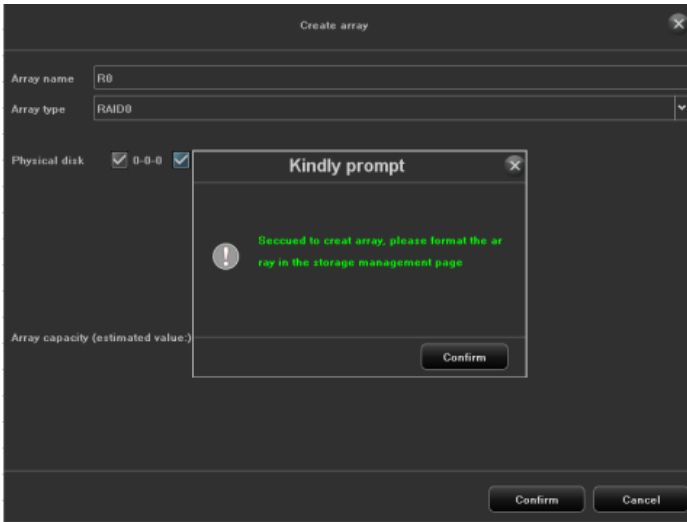 Create array
Array name R0
Array type RAID0
Physical disk 0-0-0
Kindly prompt
Seccued to creat array, please format the ar
ray in the storage management page
Array capacity (estimated value:)
Confirm
Confirm Cancel